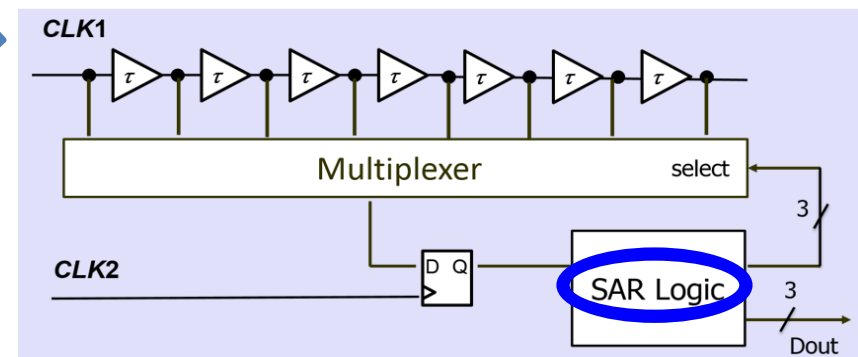 CLK1
τ τ τ τ τ τ τ
Multiplexer select
3
CLK2
D Q
SAR Logic
3
Dout